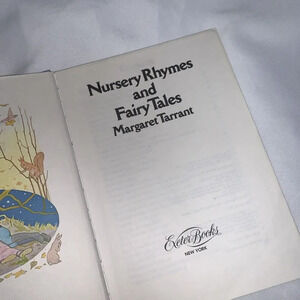 Nursery Rhymes
and
Fairy Tales
Margaret Tarrant
Exeter Books
NEW YORK